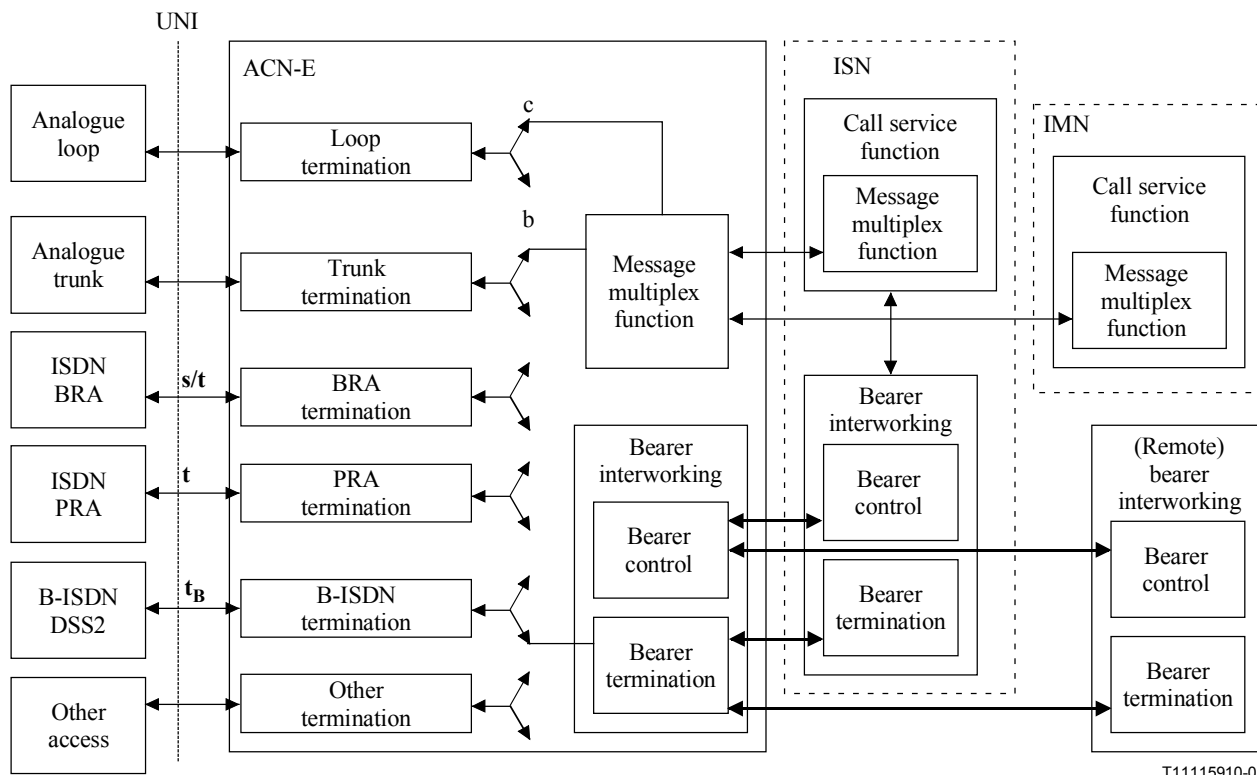 UNI
ACN-E
ISN
IMN
Analogue
loop
Loop
termination
c
Call service
function
Message
multiplex
function
Call service
function
Message
multiplex
function
Analogue
trunk
Trunk
termination
b
Message
multiplex
function
ISDN
BRA
s/t
BRA
termination
Bearer
interworking
Bearer
control
Bearer
termination
ISDN
PRA
t
PRA
termination
Bearer
interworking
Bearer
control
Bearer
termination
(Remote)
bearer
interworking
Bearer
control
Bearer
termination
B-ISDN
DSS2
tB
B-ISDN
termination
Other
access
Other
termination